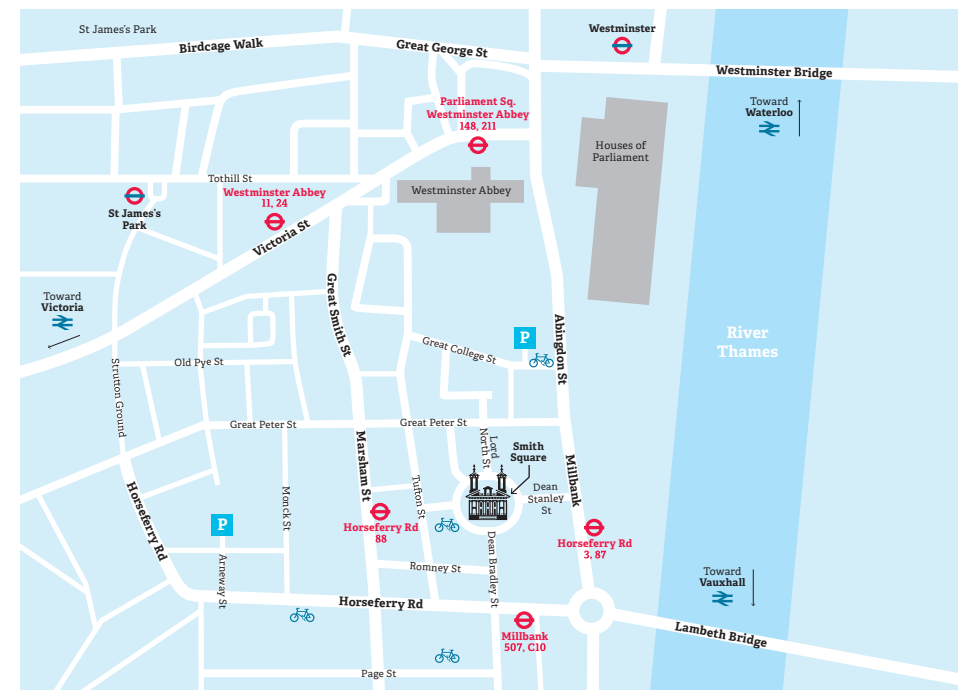 St James's Park
Birdcage Walk
Great George St
Westminster
Westminster Bridge
Parliament Sq.
Westminster Abbey
148, 211
Toward
Waterloo
Houses of
Parliament
Tothill St
Westminster Abbey
11, 24
Westminster Abbey
St James's
Park
Victoria St
Toward
Victoria
Great Smith St
Abingdon St
River
Thames
P
Great College St
Old Pye St
Strutton Ground
Great Peter St
Great Peter St
Lord
North St
Smith
Square
Marsham St
Millbank
Tufton St
Dean
Stanley
St
Monck St
Horseferry Rd
P
Horseferry Rd
88
Horseferry Rd
3, 87
Dean Bradley St
Arneway St
Romney St
Toward
Vauxhall
Horseferry Rd
Lambeth Bridge
Millbank
507, C10
Page St